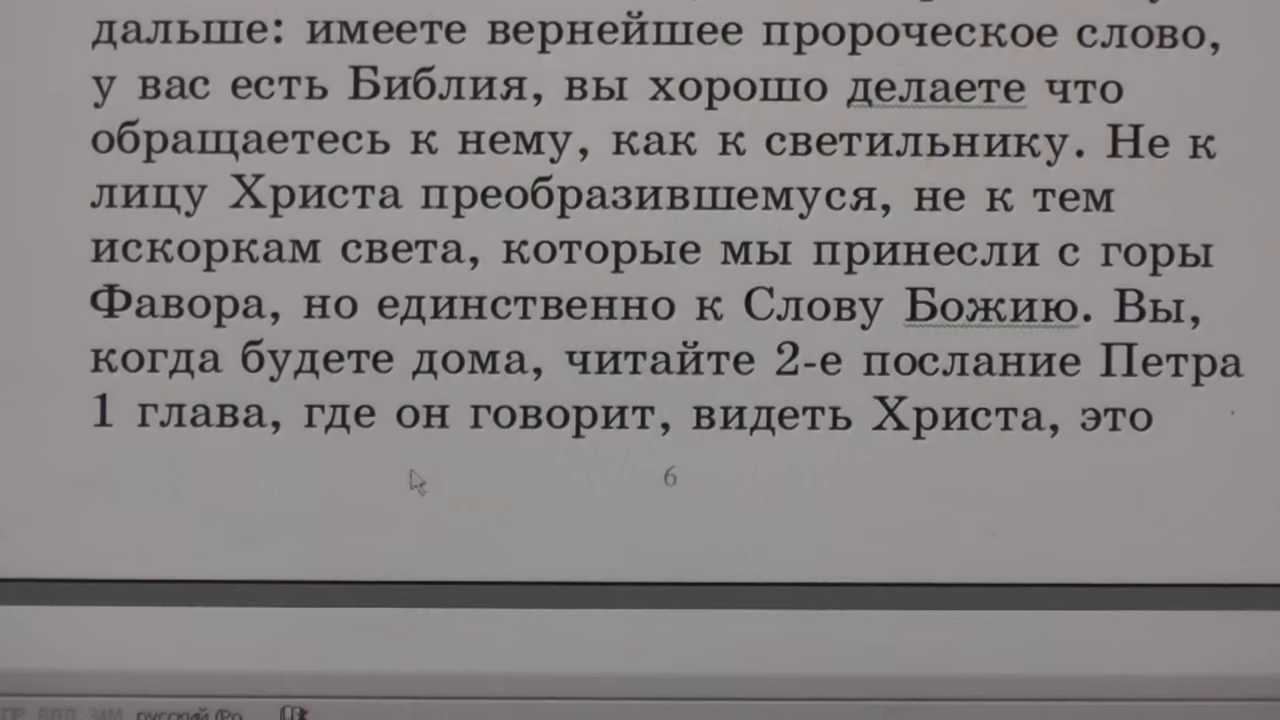 дальше: имеете вернейшее пророческое слово,
у вас есть Библия, вы хорошо делаете что
обращаетесь к нему, как к светильнику. Не к
лицу Христа преобразившемуся, не к тем
искоркам света, которые мы принесли с горы
Фавора, но единственно к Слову Божию. Вы,
когда будете дома, читайте 2-е послание Петра
1 глава, где он говорит, видеть Христа, это
6
русский (Ро